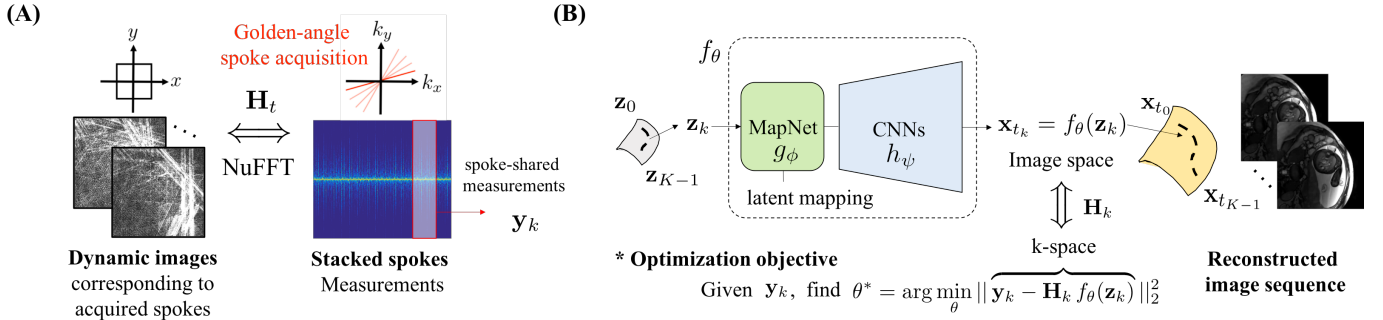 (A)
y
x
Golden-angle
spoke acquisition
k_y
k_x
H_t
NuFFT
spoke-shared
measurements
y_k
Dynamic images
corresponding to
acquired spokes
Stacked spokes
Measurements
(B)
f_θ
z_0
z_k
z_{K−1}
MapNet
g_ϕ
CNNs
h_ψ
latent mapping
x_{t_k} = f_θ(z_k)
Image space
H_k
k-space
x_{t_0}
x_{t_{K−1}}
Reconstructed
image sequence
* Optimization objective
Given y_k, find θ* = arg min_θ || y_k − H_k f_θ(z_k) ||_2^2